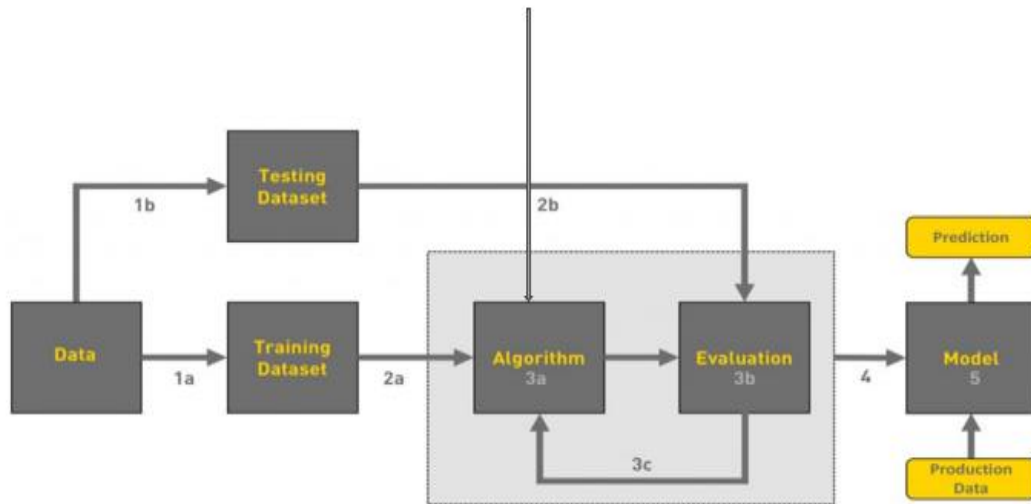 Testing
Dataset
1b
2b
Prediction
Data
1a
Training
Dataset
2a
Algorithm
3a
Evaluation
3b
4
Model
5
3c
Production
Data